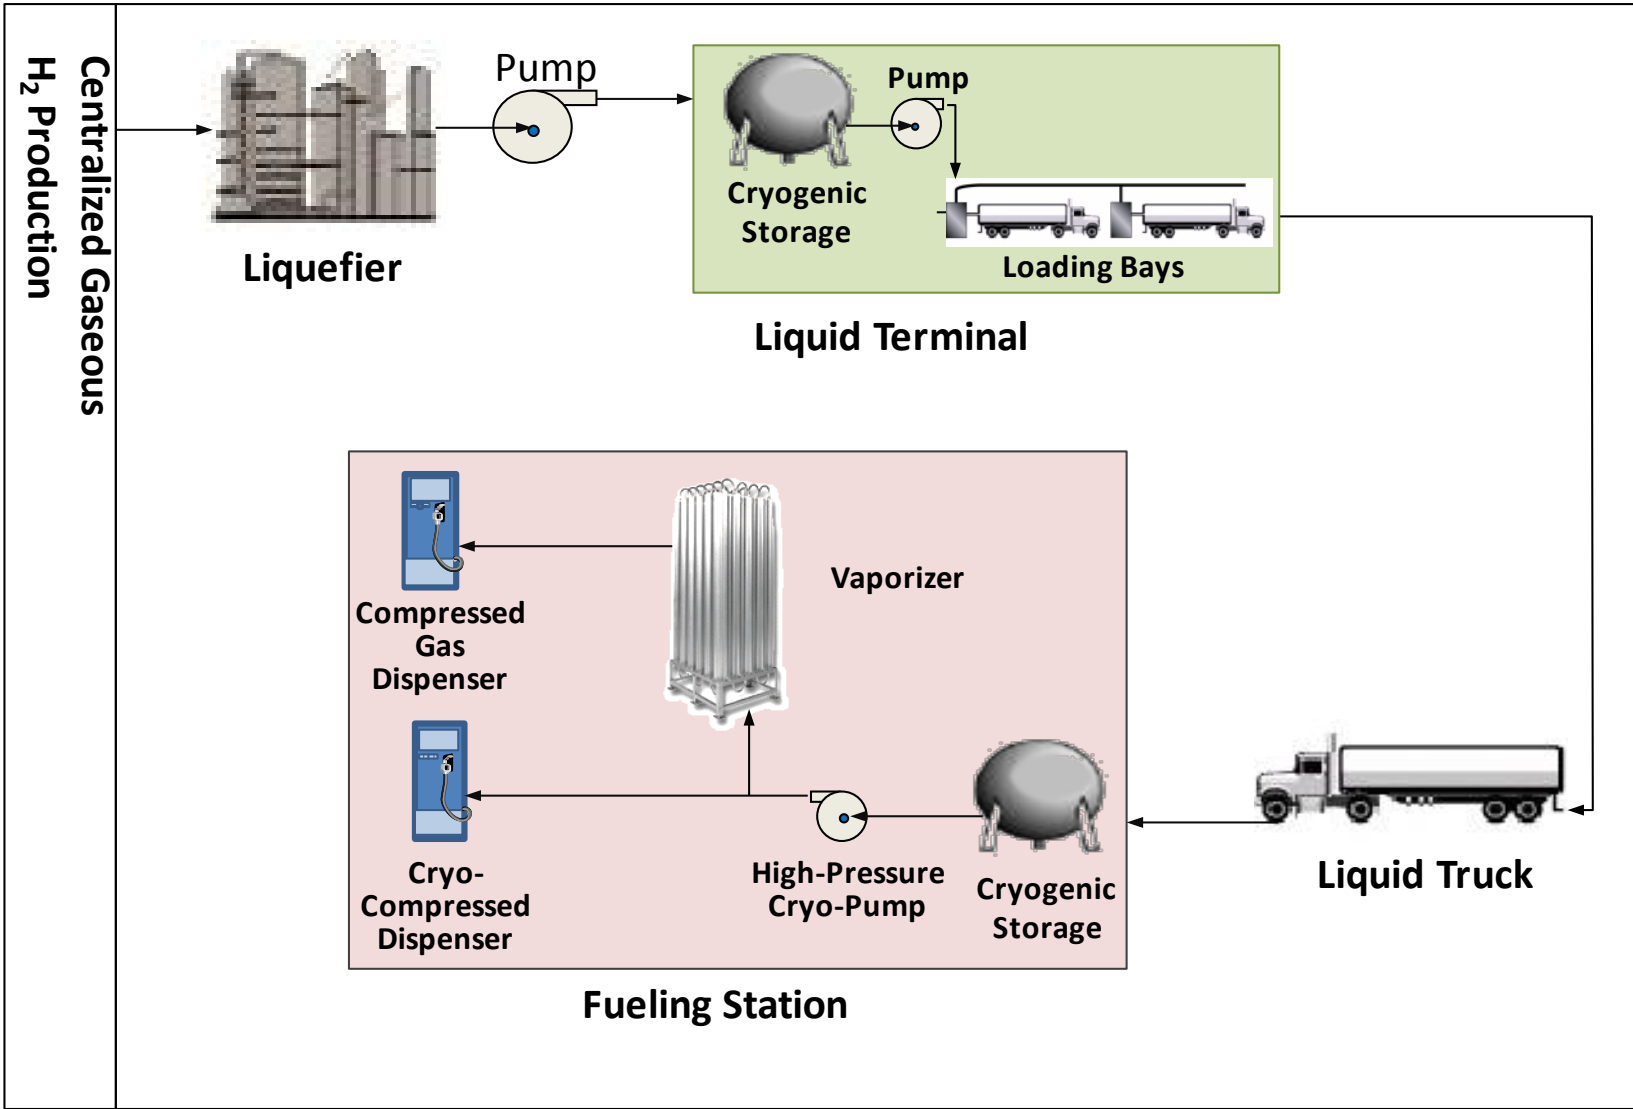 Centralized Gaseous
H₂ Production
Pump
Liquefier
Pump
Cryogenic
Storage
Loading Bays
Liquid Terminal
Compressed
Gas
Dispenser
Vaporizer
Cryo-
Compressed
Dispenser
High-Pressure
Cryo-Pump
Cryogenic
Storage
Liquid Truck
Fueling Station